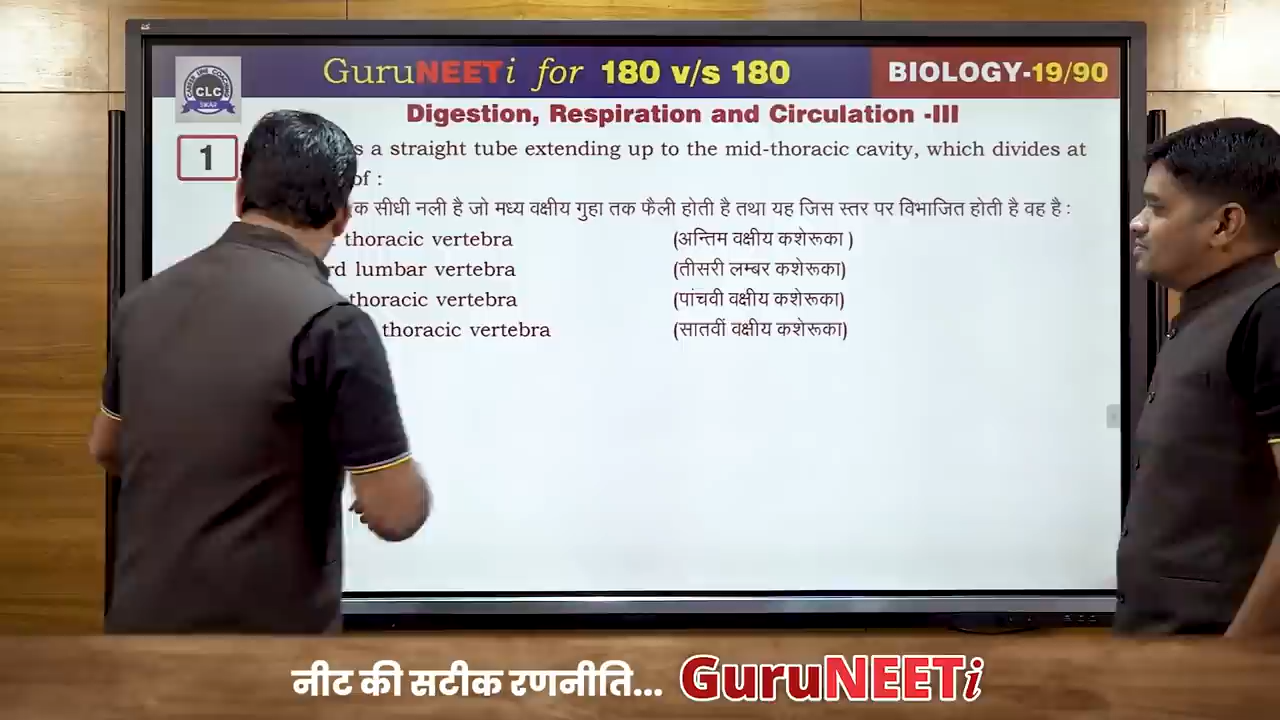 GuruNEETi for 180 v/s 180
BIOLOGY-19/90
CLC
SIKAR
Digestion, Respiration and Circulation -III
1
a straight tube extending up to the mid-thoracic cavity, which divides at
of :
सीधी नली है जो मध्य वक्षीय गुहा तक फैली होती है तथा यह जिस स्तर पर विभाजित होती है वह है :
thoracic vertebra (अन्तिम वक्षीय कशेरूका )
lumbar vertebra (तीसरी लम्बर कशेरूका)
thoracic vertebra (पांचवी वक्षीय कशेरूका)
thoracic vertebra (सातवीं वक्षीय कशेरूका)
नीट की सटीक रणनीति... GuruNEETi